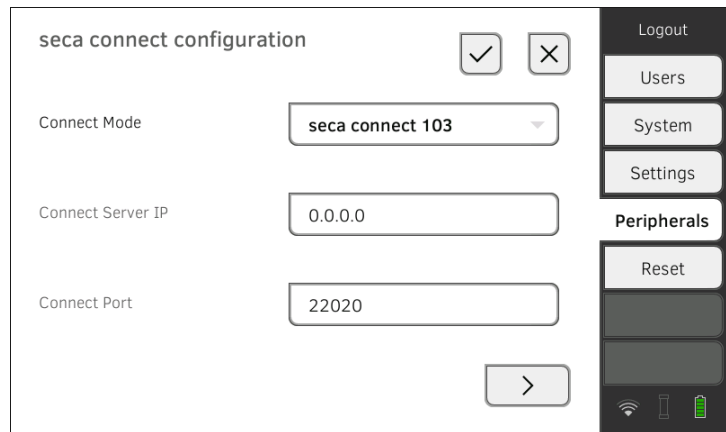 seca connect configuration
Connect Mode
seca connect 103
Connect Server IP
0.0.0.0
Connect Port
22020
Logout
Users
System
Settings
Peripherals
Reset